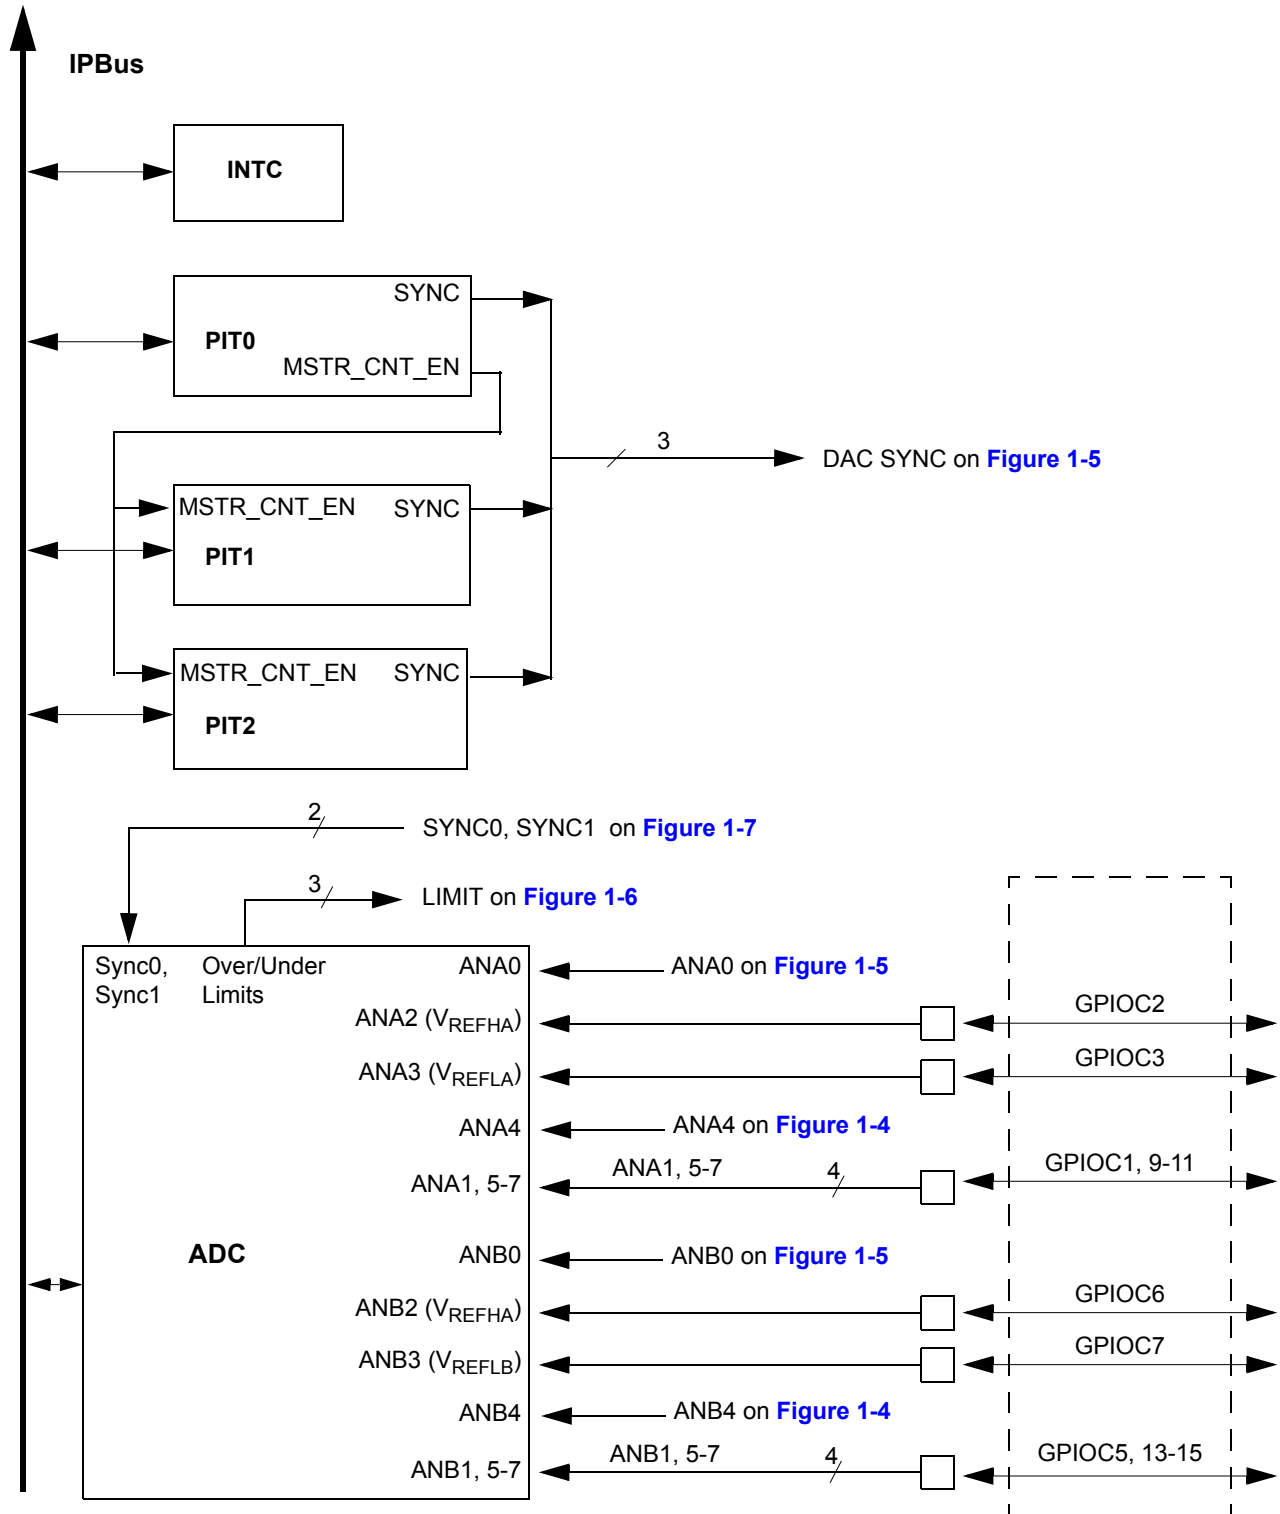 IPBus
INTC
SYNC
PIT0
MSTR_CNT_EN
3
DAC SYNC on Figure 1-5
MSTR_CNT_EN SYNC
PIT1
MSTR_CNT_EN SYNC
PIT2
2
SYNC0, SYNC1 on Figure 1-7
3
LIMIT on Figure 1-6
Sync0,
Sync1
Over/Under
Limits
ANA0
ANA0 on Figure 1-5
ANA2 (VREFHA)
GPIOC2
ANA3 (VREFLA)
GPIOC3
ANA4
ANA4 on Figure 1-4
ANA1, 5-7
ANA1, 5-7
4
GPIOC1, 9-11
ADC
ANB0
ANB0 on Figure 1-5
ANB2 (VREFHA)
GPIOC6
ANB3 (VREFLB)
GPIOC7
ANB4
ANB4 on Figure 1-4
ANB1, 5-7
ANB1, 5-7
4
GPIOC5, 13-15